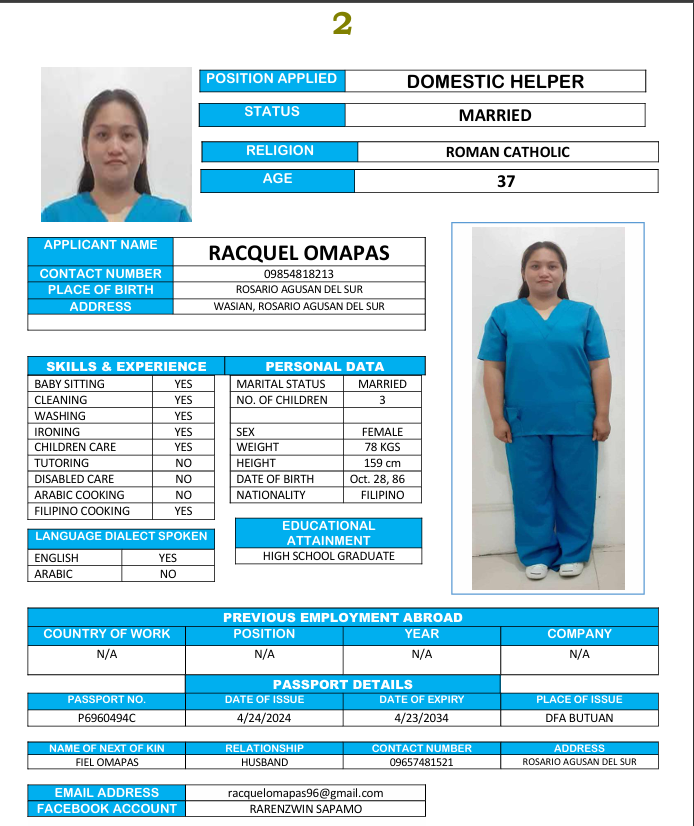 2
POSITION APPLIED DOMESTIC HELPER
STATUS MARRIED
RELIGION ROMAN CATHOLIC
AGE 37
APPLICANT NAME RACQUEL OMAPAS
CONTACT NUMBER 09854818213
PLACE OF BIRTH ROSARIO AGUSAN DEL SUR
ADDRESS WASIAN, ROSARIO AGUSAN DEL SUR
SKILLS & EXPERIENCE PERSONAL DATA
BABY SITTING YES MARITAL STATUS MARRIED
CLEANING YES NO. OF CHILDREN 3
WASHING YES
IRONING YES SEX FEMALE
CHILDREN CARE YES WEIGHT 78 KGS
TUTORING NO HEIGHT 159 cm
DISABLED CARE NO DATE OF BIRTH Oct. 28, 86
ARABIC COOKING NO NATIONALITY FILIPINO
FILIPINO COOKING YES
LANGUAGE DIALECT SPOKEN
ENGLISH YES
ARABIC NO
EDUCATIONAL
ATTAINMENT
HIGH SCHOOL GRADUATE
PREVIOUS EMPLOYMENT ABROAD
COUNTRY OF WORK POSITION YEAR COMPANY
N/A N/A N/A N/A
PASSPORT DETAILS
PASSPORT NO. DATE OF ISSUE DATE OF EXPIRY PLACE OF ISSUE
P6960494C 4/24/2024 4/23/2034 DFA BUTUAN
NAME OF NEXT OF KIN RELATIONSHIP CONTACT NUMBER ADDRESS
FIEL OMAPAS HUSBAND 09657481521 ROSARIO AGUSAN DEL SUR
EMAIL ADDRESS racquelomapas96@gmail.com
FACEBOOK ACCOUNT RARENZWIN SAPAMO